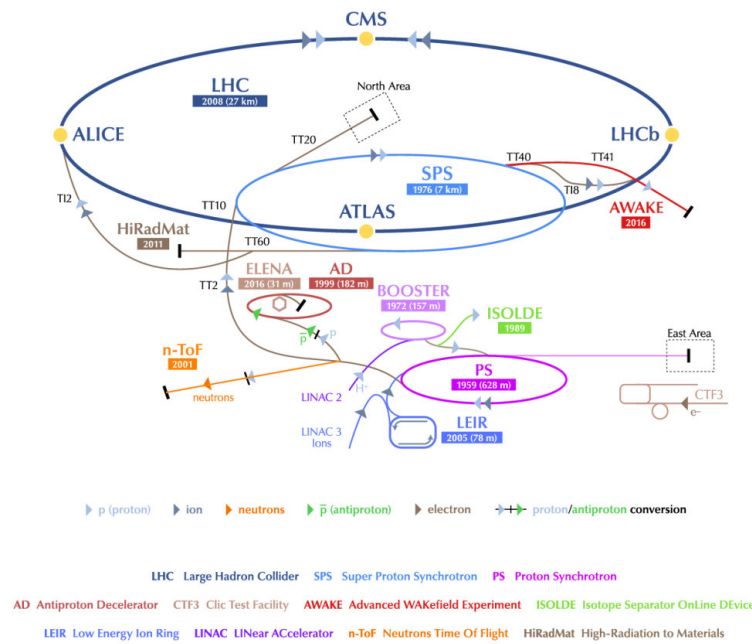 CMS
LHC
2008 (27 km)
North Area
ALICE
LHCb
TT20
TT40
TT41
SPS
1976 (7 km)
TI2
TT10
TI8
ATLAS
AWAKE
2016
HiRadMat
2011
TT60
ELENA
2016 (31 m)
AD
1999 (182 m)
TT2
BOOSTER
1972 (157 m)
ISOLDE
1989
p
p̅
East Area
n-ToF
2001
PS
1959 (628 m)
neutrons
LINAC 2
H⁻
CTF3
e–
LEIR
2005 (78 m)
LINAC 3
Ions
p (proton)
ion
neutrons
p̅ (antiproton)
electron
proton/antiproton conversion
LHC Large Hadron Collider SPS Super Proton Synchrotron PS Proton Synchrotron
AD Antiproton Decelerator CTF3 Clic Test Facility AWAKE Advanced WAKefield Experiment ISOLDE Isotope Separator OnLine DEvice
LEIR Low Energy Ion Ring LINAC LINear ACcelerator n-ToF Neutrons Time Of Flight HiRadMat High-Radiation to Materials